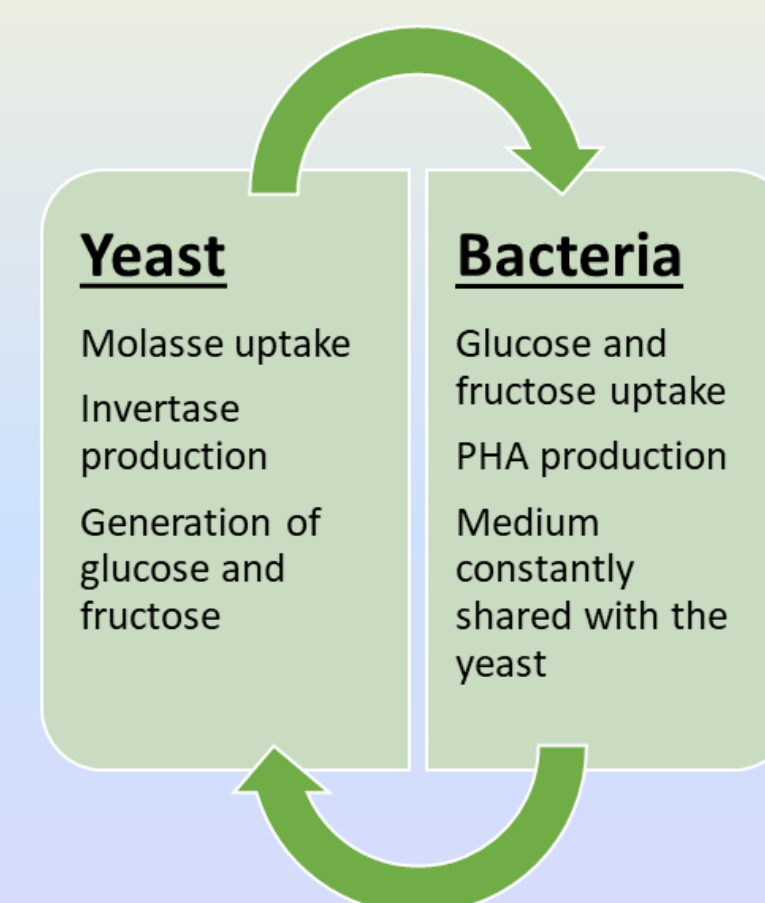 Yeast
Molasse uptake
Invertase
production
Generation of
glucose and
fructose
Bacteria
Glucose and
fructose uptake
PHA production
Medium
constantly
shared with the
yeast